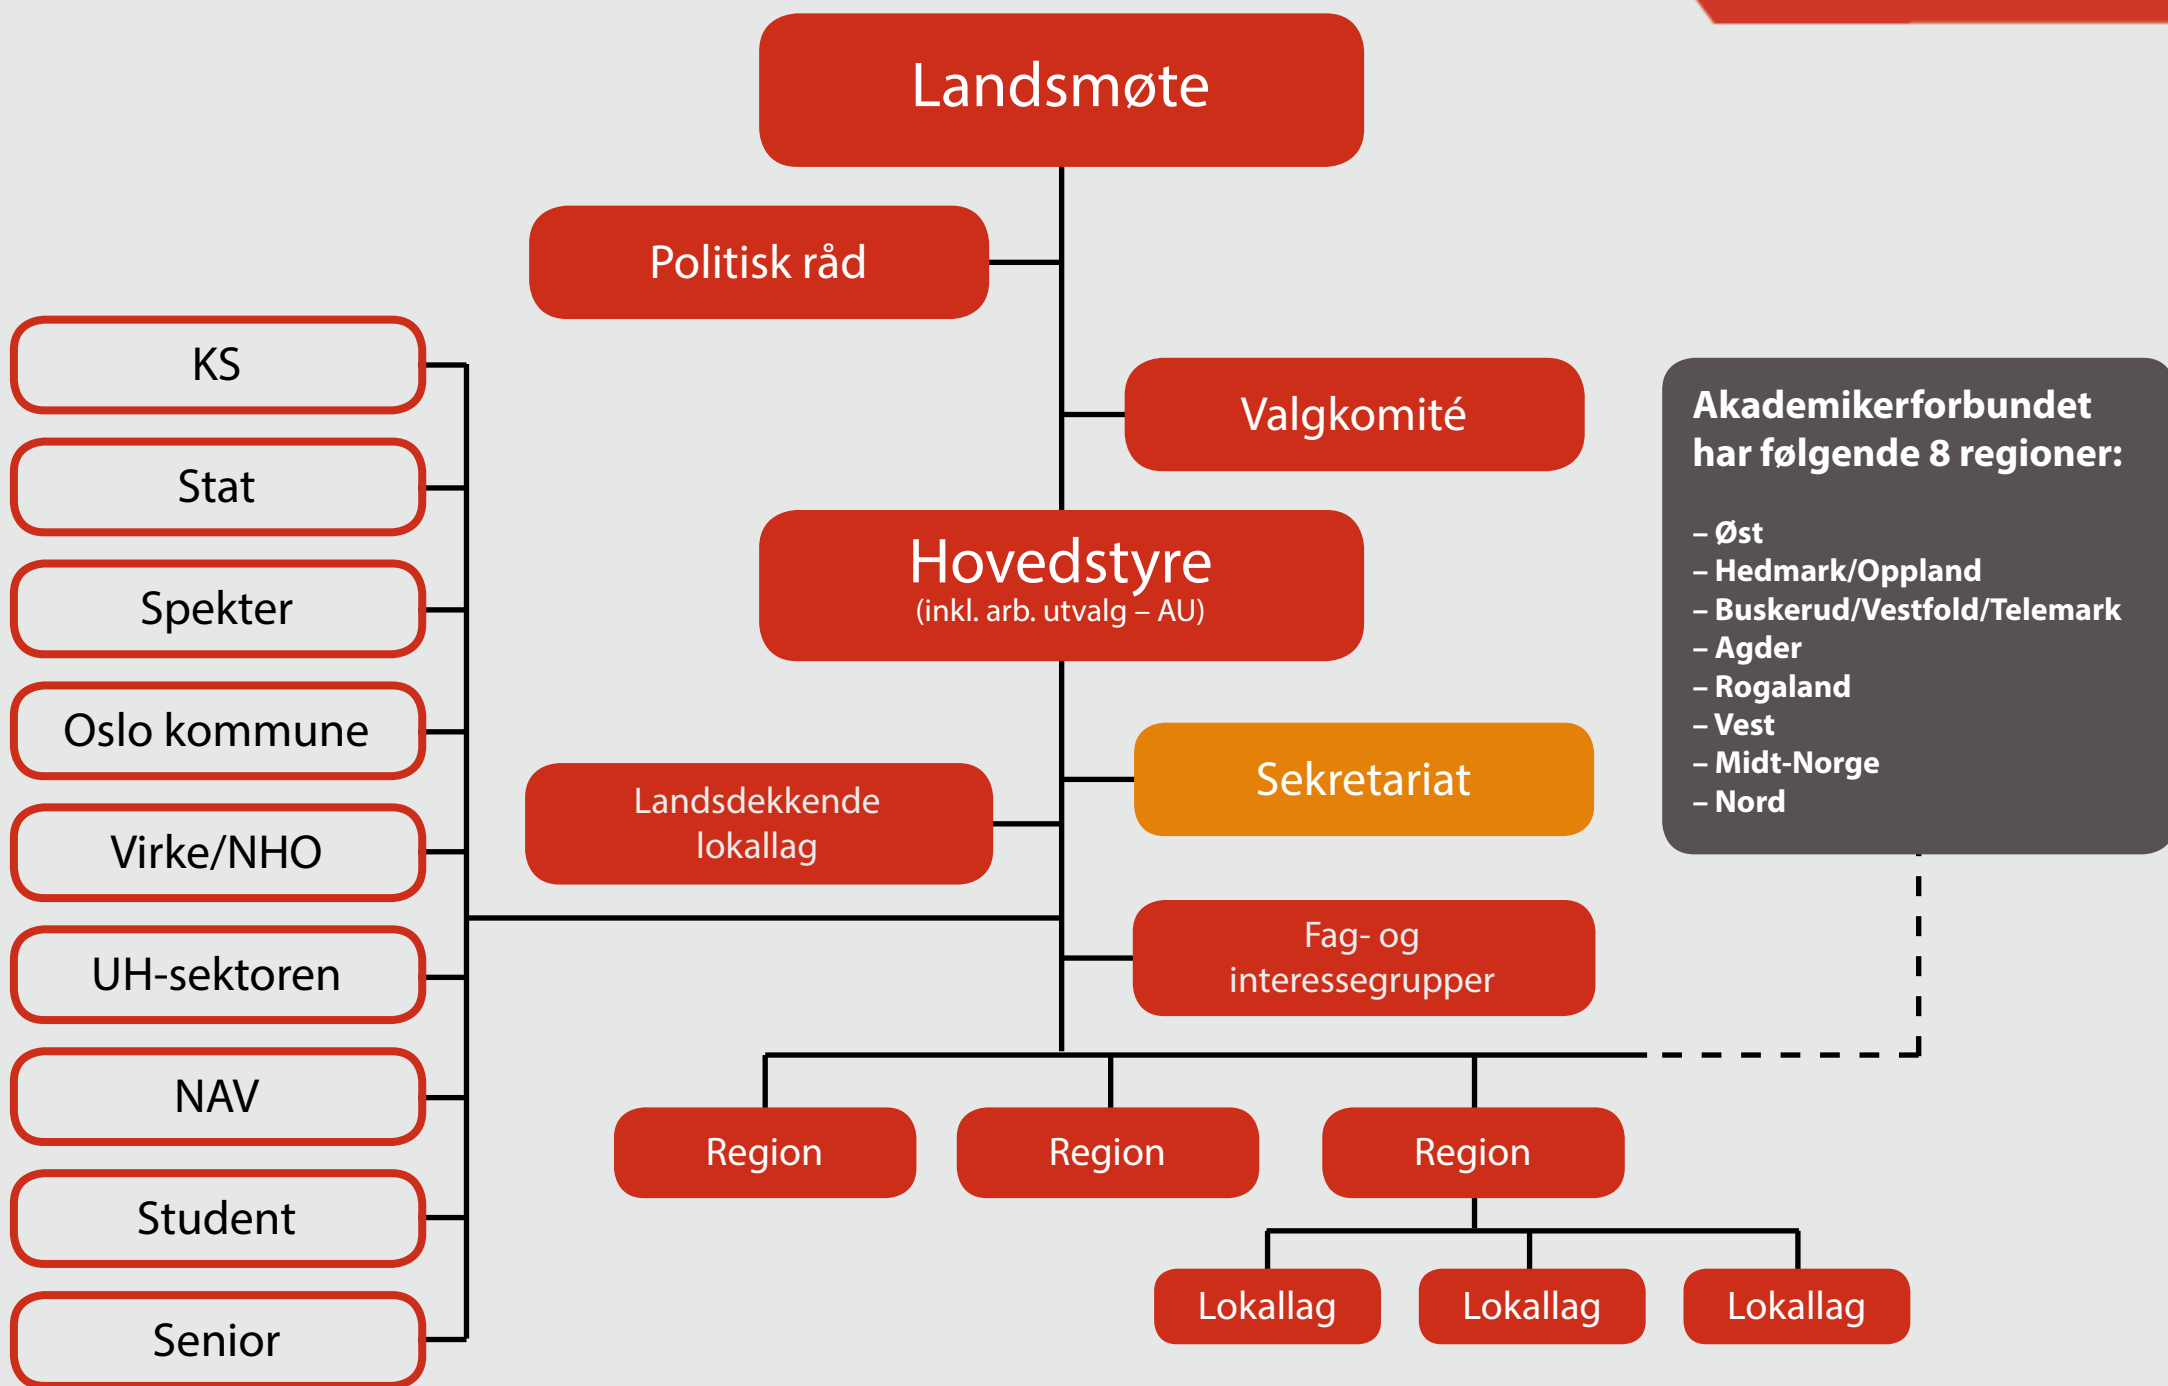 Landsmøte
Politisk råd
Valgkomité
Hovedstyre
(inkl. arb. utvalg – AU)
Sekretariat
Landsdekkende
lokallag
Fag- og
interessegrupper
KS
Stat
Spekter
Oslo kommune
Virke/NHO
UH-sektoren
NAV
Student
Senior
Akademikerforbundet
har følgende 8 regioner:
– Øst
– Hedmark/Oppland
– Buskerud/Vestfold/Telemark
– Agder
– Rogaland
– Vest
– Midt-Norge
– Nord
Region
Region
Region
Lokallag
Lokallag
Lokallag